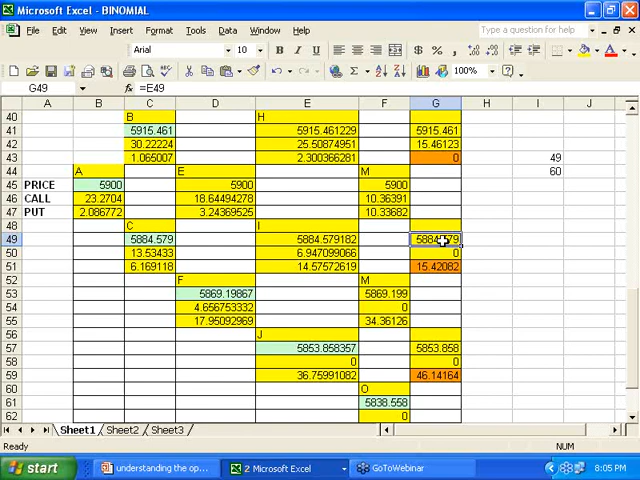 Microsoft Excel - BINOMIAL
File Edit View Insert Format Tools Data Window Help
Type a question for help
Arial 10 B I U
100%
G49 fx =E49
A B C D E F G H I J
40 B H
41 5915.461 5915.461229 5915.461
42 30.22224 25.50874951 15.46123
43 1.065007 2.300366281 0 49
44 A E M 60
45 PRICE 5900 5900 5900
46 CALL 23.2704 18.64494278 10.36391
47 PUT 2.086772 3.24369525 10.33682
48 C I
49 5884.579 5884.579182 5884.579
50 13.53433 6.947099066 0
51 6.169118 14.57572619 15.42082
52 F M
53 5869.19867 5869.199
54 4.656753332 0
55 17.95092969 34.36126
56 J
57 5853.858357 5853.858
58 0 0
59 36.75991082 46.14164
60 O
61 5838.558
62 0
Sheet1 Sheet2 Sheet3
Ready NUM
start understanding the op... 2 Microsoft Excel GoToWebinar 8:05 PM